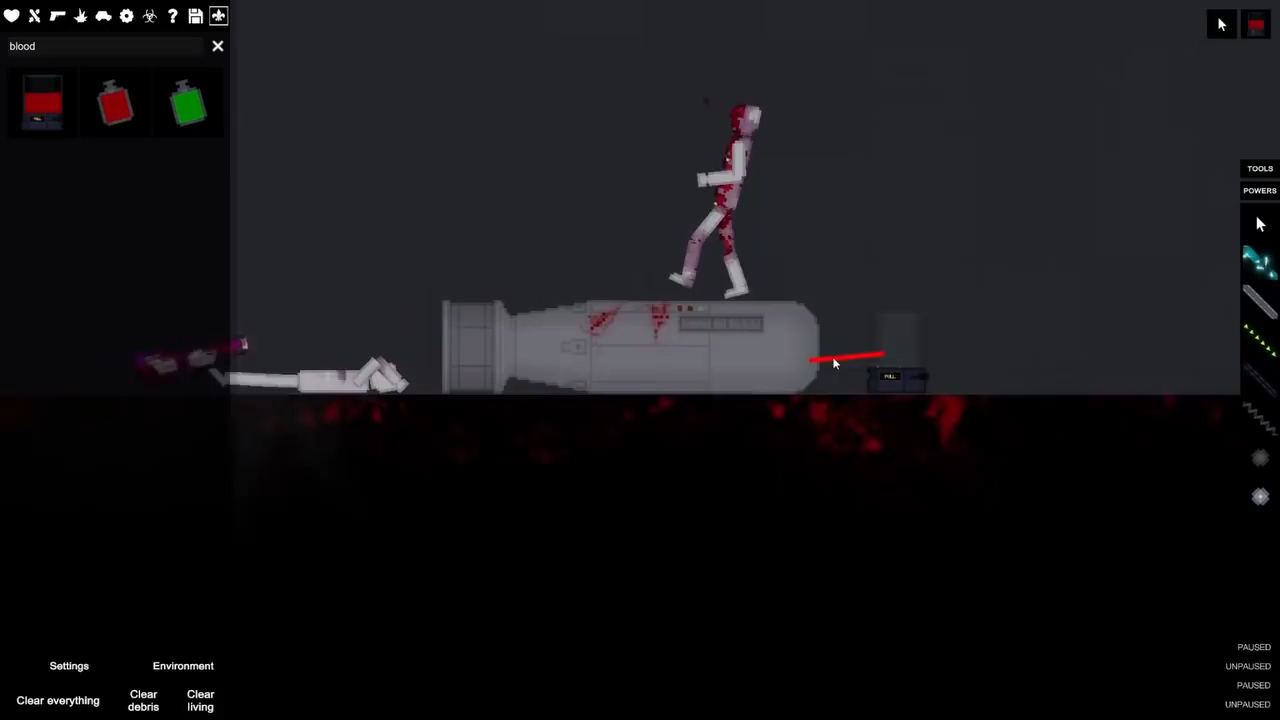 ?
blood
TOOLS
POWERS
Settings
Environment
Clear everything
Clear
debris
Clear
living
PAUSED
UNPAUSED
PAUSED
UNPAUSED